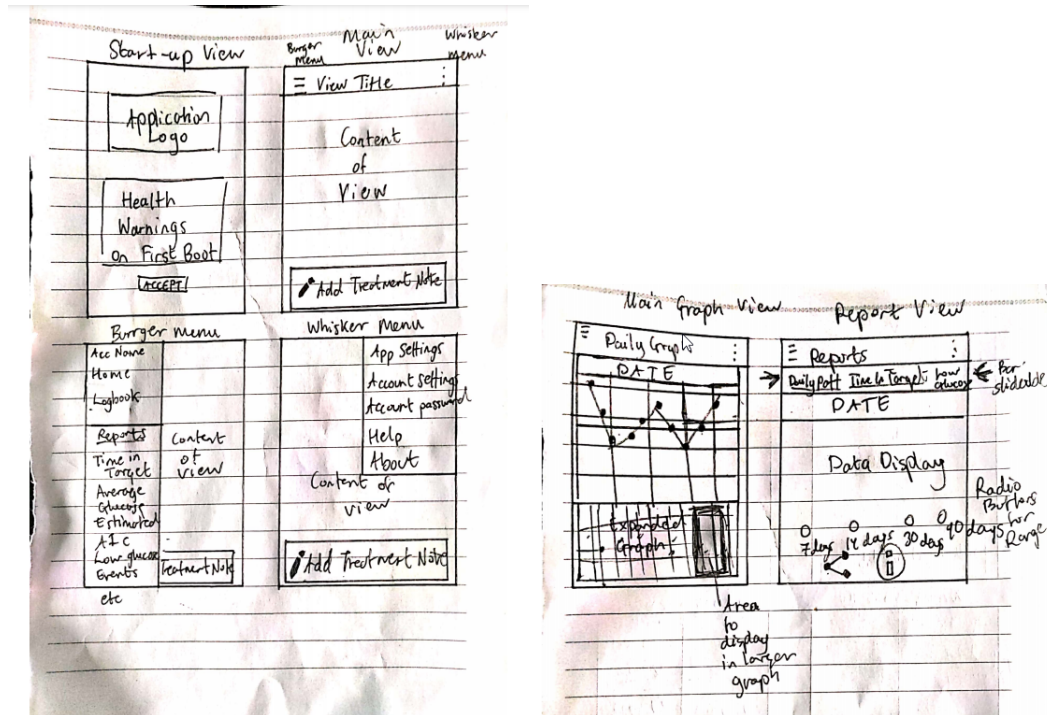 Start-up View
Application
Logo
Health
Warnings
on First Boot
ACCEPT
Burger
Menu
Main
View
Whisker
menu
View Title
Content
of
View
Add Treatment Note
Burger Menu
Acc Name
Home
Logbook
Reports
Time in
Target
Average
Glucose
Estimated
A1C
Low glucose
Events
etc
Content
of
View
Treatment Note
Whisker Menu
App Settings
Account Settings
Account password
Help
About
Content of
view
Add Treatment Note
Main Graph View
Daily Graph
DATE
Expanded
Graph
Area
to
display
in larger
graph
Report View
Reports
Daily Patt Time In Target Low
Glucose
Bar
slideable
DATE
Data Display
7 days 14 days 30 days 90 days
Radio
Buttons
for
Range